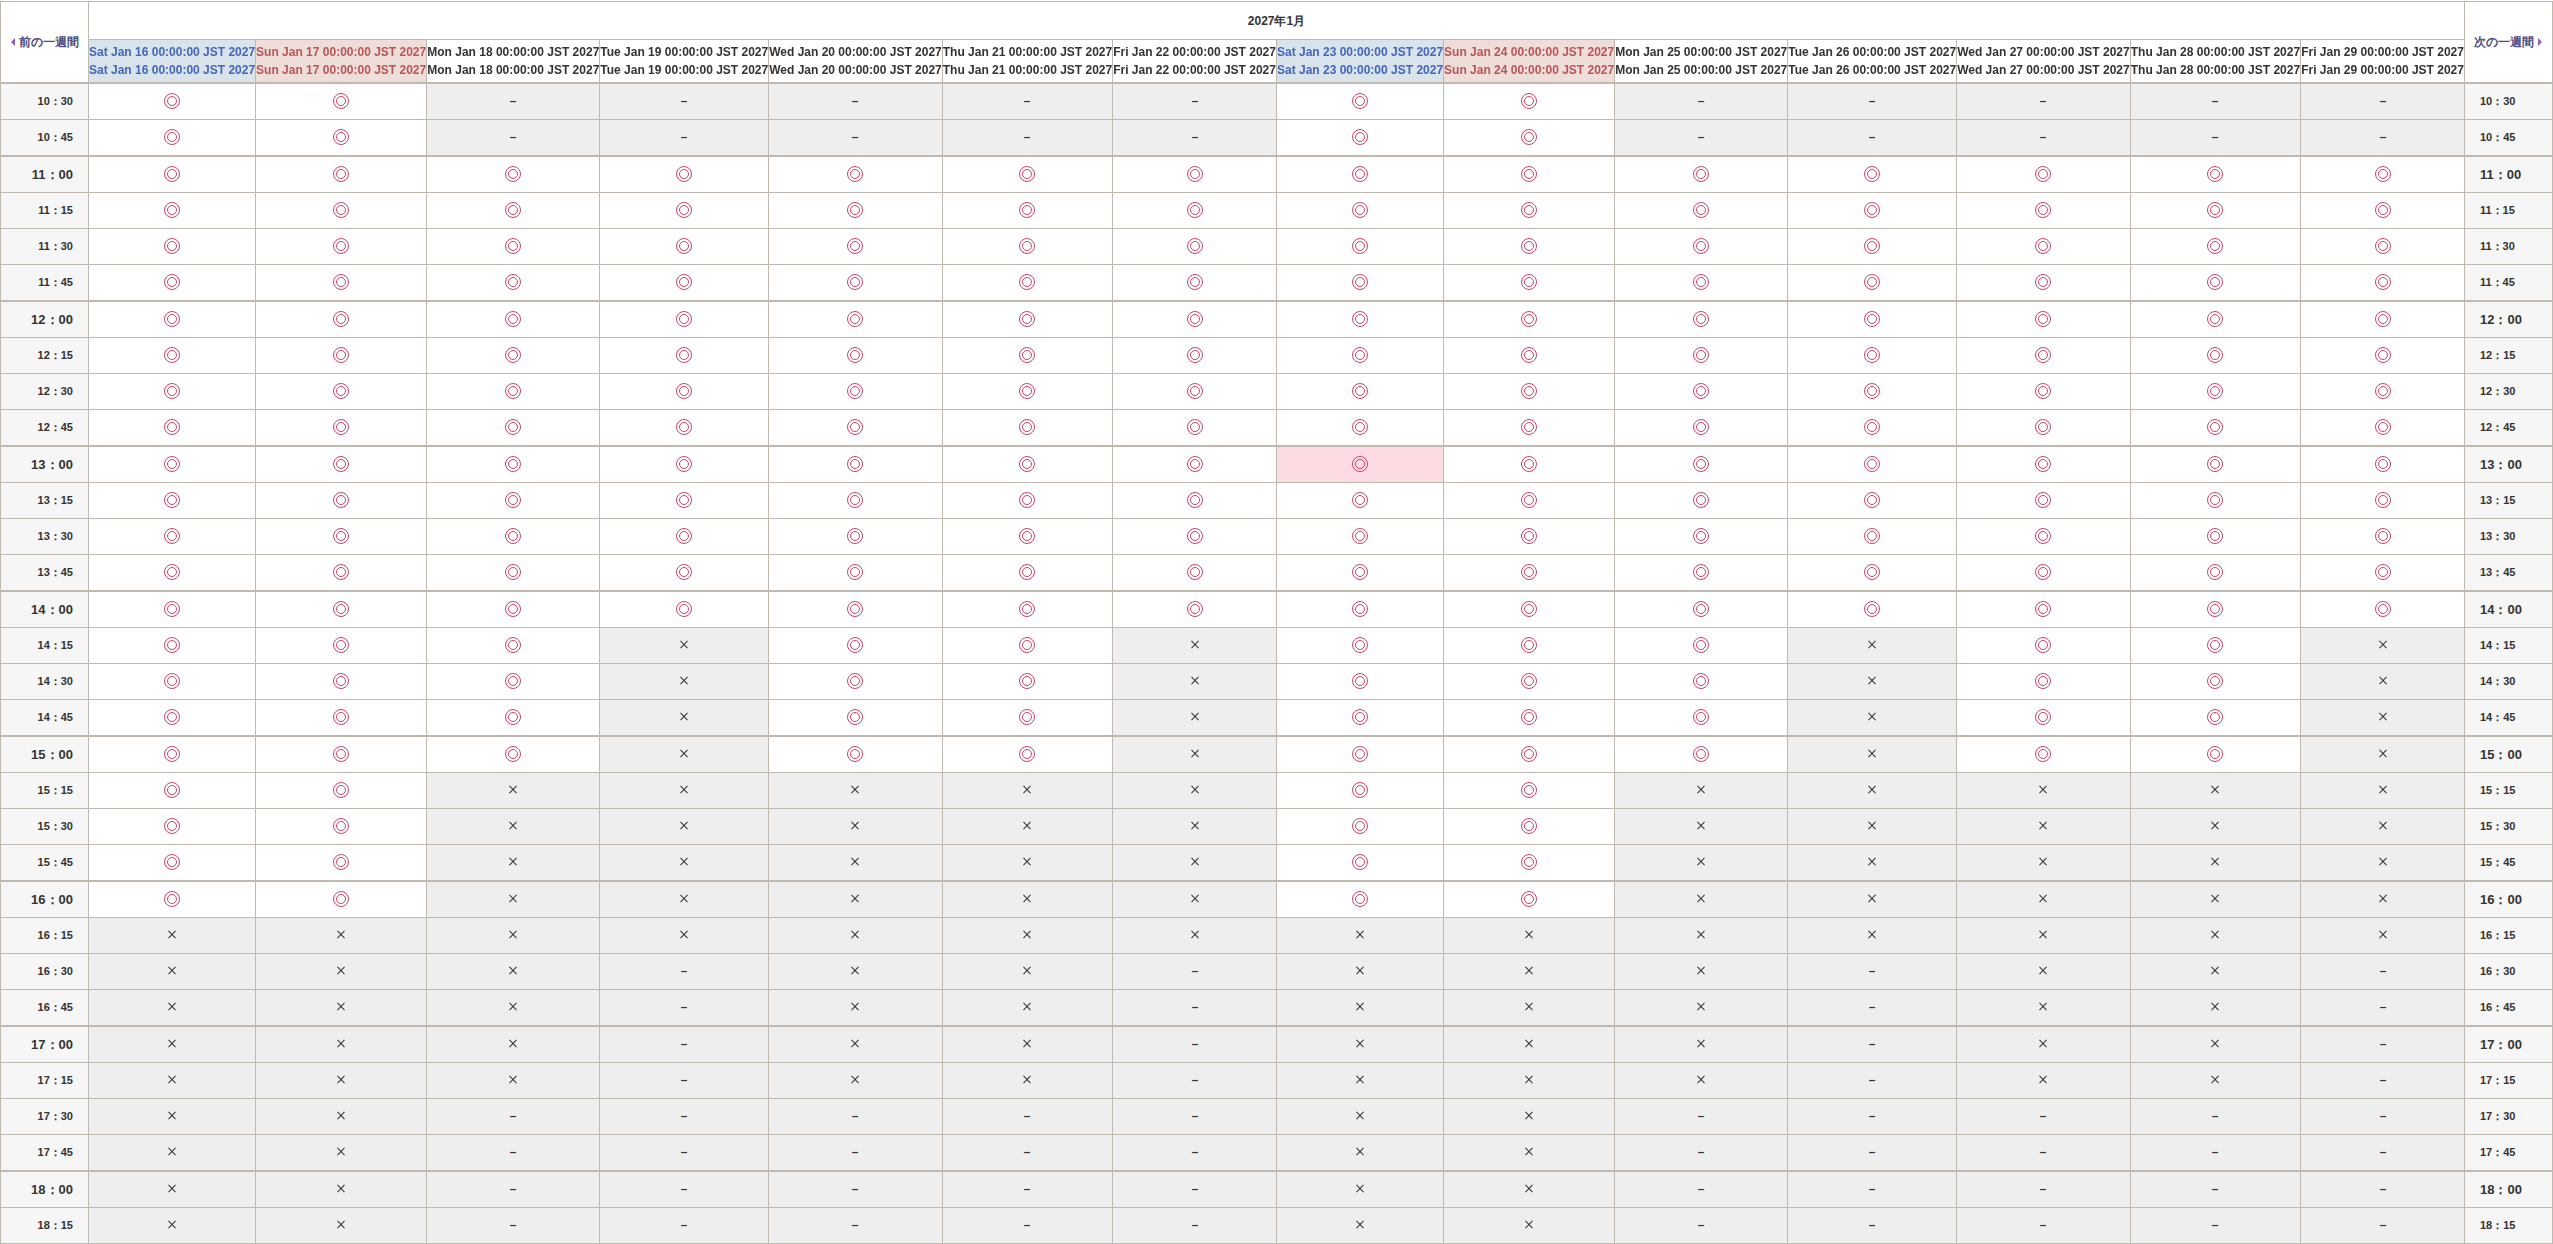 2027年1月
前の一週間 次の一週間
Sat Jan 16 00:00:00 JST 2027 Sun Jan 17 00:00:00 JST 2027 Mon Jan 18 00:00:00 JST 2027 Tue Jan 19 00:00:00 JST 2027 Wed Jan 20 00:00:00 JST 2027 Thu Jan 21 00:00:00 JST 2027 Fri Jan 22 00:00:00 JST 2027 Sat Jan 23 00:00:00 JST 2027 Sun Jan 24 00:00:00 JST 2027 Mon Jan 25 00:00:00 JST 2027 Tue Jan 26 00:00:00 JST 2027 Wed Jan 27 00:00:00 JST 2027 Thu Jan 28 00:00:00 JST 2027 Fri Jan 29 00:00:00 JST 2027
Sat Jan 16 00:00:00 JST 2027 Sun Jan 17 00:00:00 JST 2027 Mon Jan 18 00:00:00 JST 2027 Tue Jan 19 00:00:00 JST 2027 Wed Jan 20 00:00:00 JST 2027 Thu Jan 21 00:00:00 JST 2027 Fri Jan 22 00:00:00 JST 2027 Sat Jan 23 00:00:00 JST 2027 Sun Jan 24 00:00:00 JST 2027 Mon Jan 25 00:00:00 JST 2027 Tue Jan 26 00:00:00 JST 2027 Wed Jan 27 00:00:00 JST 2027 Thu Jan 28 00:00:00 JST 2027 Fri Jan 29 00:00:00 JST 2027
10：30 ◎ ◎ － － － － － ◎ ◎ － － － － － 10：30
10：45 ◎ ◎ － － － － － ◎ ◎ － － － － － 10：45
11：00 ◎ ◎ ◎ ◎ ◎ ◎ ◎ ◎ ◎ ◎ ◎ ◎ ◎ ◎ 11：00
11：15 ◎ ◎ ◎ ◎ ◎ ◎ ◎ ◎ ◎ ◎ ◎ ◎ ◎ ◎ 11：15
11：30 ◎ ◎ ◎ ◎ ◎ ◎ ◎ ◎ ◎ ◎ ◎ ◎ ◎ ◎ 11：30
11：45 ◎ ◎ ◎ ◎ ◎ ◎ ◎ ◎ ◎ ◎ ◎ ◎ ◎ ◎ 11：45
12：00 ◎ ◎ ◎ ◎ ◎ ◎ ◎ ◎ ◎ ◎ ◎ ◎ ◎ ◎ 12：00
12：15 ◎ ◎ ◎ ◎ ◎ ◎ ◎ ◎ ◎ ◎ ◎ ◎ ◎ ◎ 12：15
12：30 ◎ ◎ ◎ ◎ ◎ ◎ ◎ ◎ ◎ ◎ ◎ ◎ ◎ ◎ 12：30
12：45 ◎ ◎ ◎ ◎ ◎ ◎ ◎ ◎ ◎ ◎ ◎ ◎ ◎ ◎ 12：45
13：00 ◎ ◎ ◎ ◎ ◎ ◎ ◎ ◎ ◎ ◎ ◎ ◎ ◎ ◎ 13：00
13：15 ◎ ◎ ◎ ◎ ◎ ◎ ◎ ◎ ◎ ◎ ◎ ◎ ◎ ◎ 13：15
13：30 ◎ ◎ ◎ ◎ ◎ ◎ ◎ ◎ ◎ ◎ ◎ ◎ ◎ ◎ 13：30
13：45 ◎ ◎ ◎ ◎ ◎ ◎ ◎ ◎ ◎ ◎ ◎ ◎ ◎ ◎ 13：45
14：00 ◎ ◎ ◎ ◎ ◎ ◎ ◎ ◎ ◎ ◎ ◎ ◎ ◎ ◎ 14：00
14：15 ◎ ◎ ◎ × ◎ ◎ × ◎ ◎ ◎ × ◎ ◎ × 14：15
14：30 ◎ ◎ ◎ × ◎ ◎ × ◎ ◎ ◎ × ◎ ◎ × 14：30
14：45 ◎ ◎ ◎ × ◎ ◎ × ◎ ◎ ◎ × ◎ ◎ × 14：45
15：00 ◎ ◎ ◎ × ◎ ◎ × ◎ ◎ ◎ × ◎ ◎ × 15：00
15：15 ◎ ◎ × × × × × ◎ ◎ × × × × × 15：15
15：30 ◎ ◎ × × × × × ◎ ◎ × × × × × 15：30
15：45 ◎ ◎ × × × × × ◎ ◎ × × × × × 15：45
16：00 ◎ ◎ × × × × × ◎ ◎ × × × × × 16：00
16：15 × × × × × × × × × × × × × × 16：15
16：30 × × × － × × － × × × － × × － 16：30
16：45 × × × － × × － × × × － × × － 16：45
17：00 × × × － × × － × × × － × × － 17：00
17：15 × × × － × × － × × × － × × － 17：15
17：30 × × － － － － － × × － － － － － 17：30
17：45 × × － － － － － × × － － － － － 17：45
18：00 × × － － － － － × × － － － － － 18：00
18：15 × × － － － － － × × － － － － － 18：15